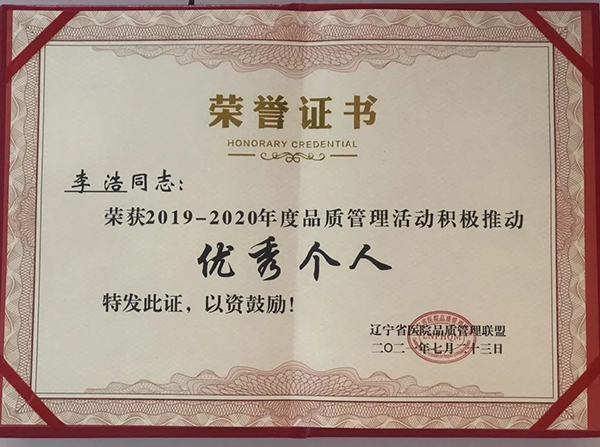 荣誉证书
HONORARY CREDENTIAL
李浩同志：
荣获2019-2020年度品质管理活动积极推动
优秀个人
特发此证，以资鼓励！
辽宁省医院品质管理联盟
二〇二一年七月二十三日
LNPHQM